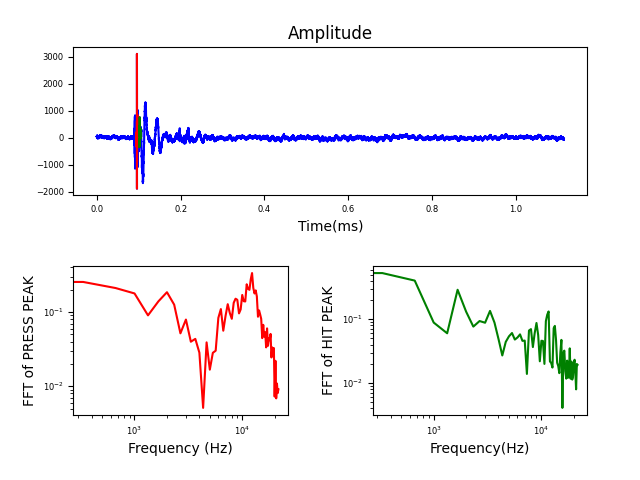 Amplitude
3000
2000
1000
0
−1000
−2000
0.0 0.2 0.4 0.6 0.8 1.0
Time(ms)
FFT of PRESS PEAK
10⁻¹
10⁻²
10³ 10⁴
Frequency (Hz)
FFT of HIT PEAK
10⁻¹
10⁻²
10³ 10⁴
Frequency(Hz)